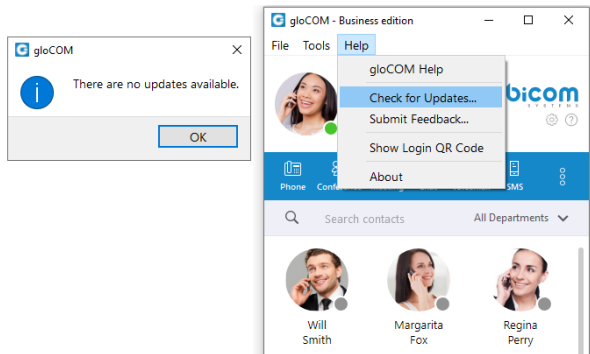 gloCOM
There are no updates available.
OK
gloCOM - Business edition
File Tools Help
gloCOM Help
Check for Updates...
Submit Feedback...
Show Login QR Code
About
bicom
SYSTEMS
Phone
SMS
Search contacts
All Departments
Will
Smith
Margarita
Fox
Regina
Perry